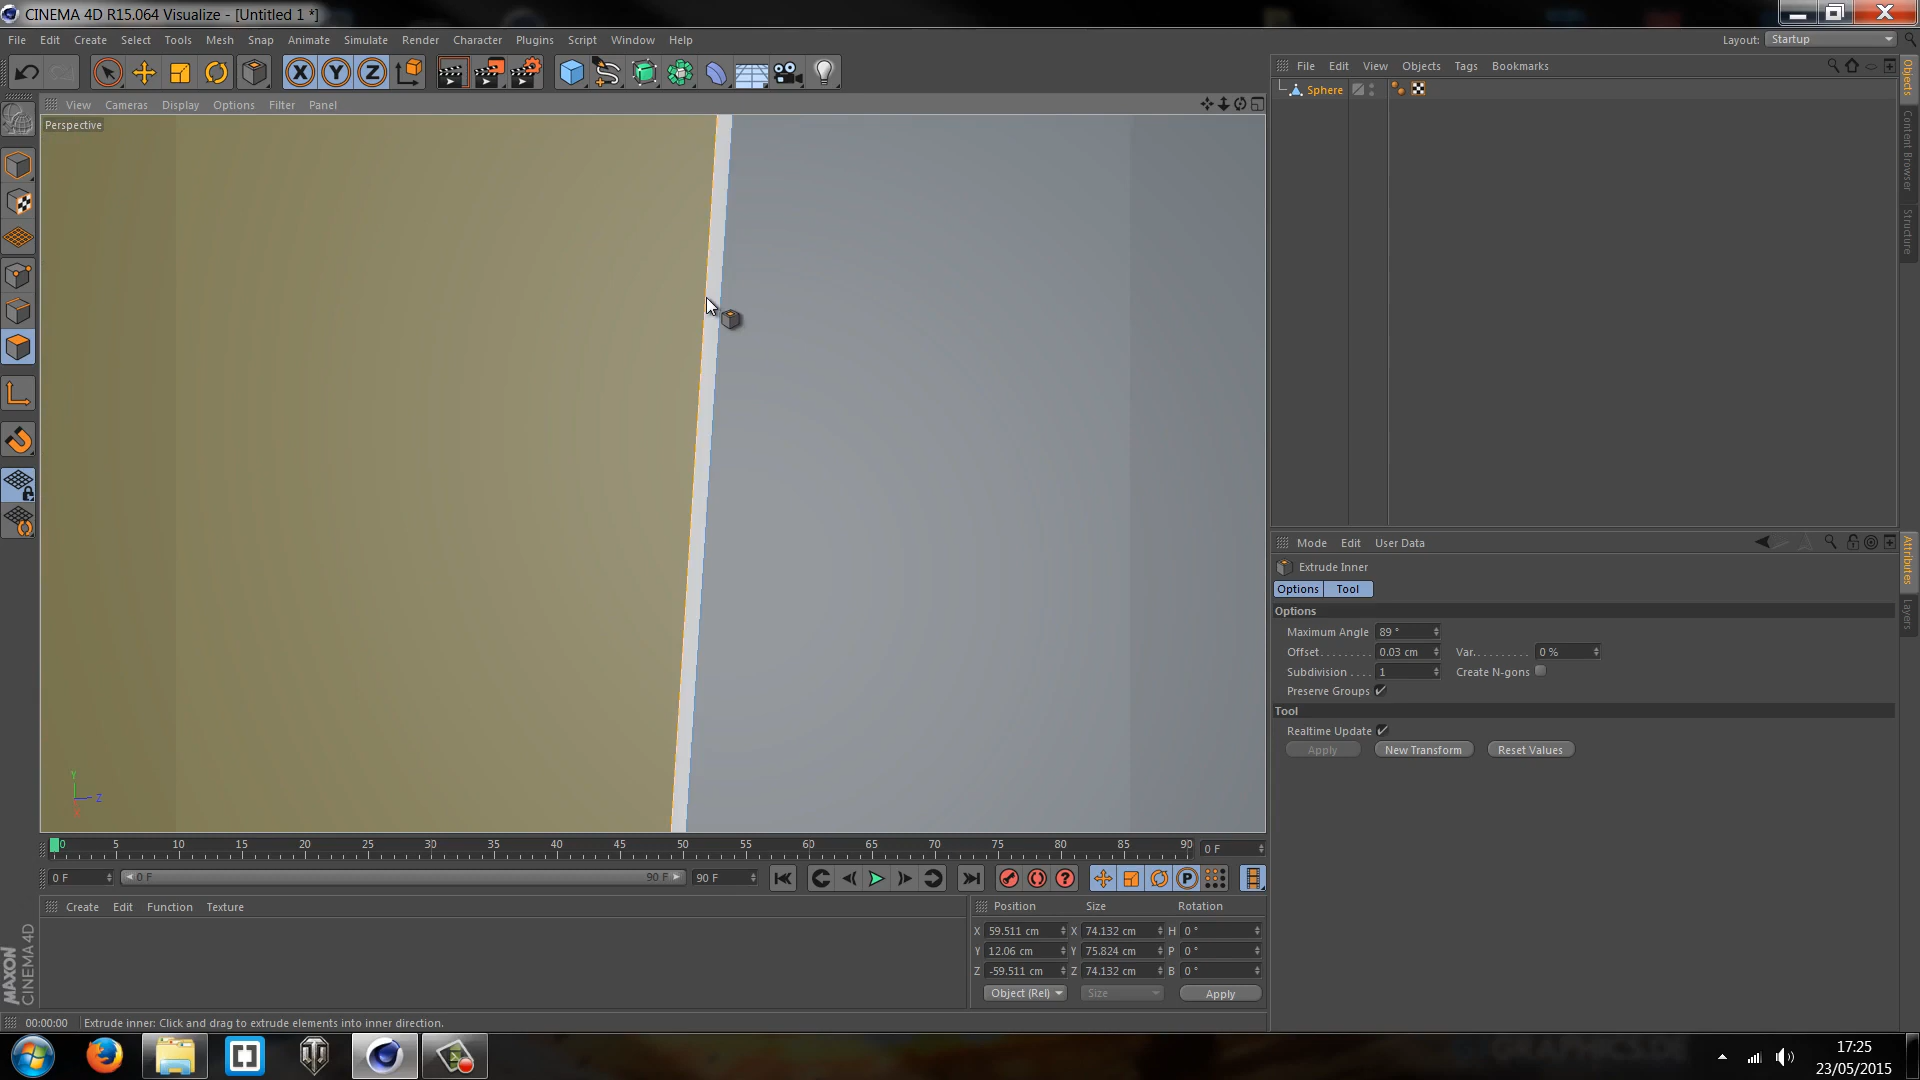 CINEMA 4D R15.064 Visualize - [Untitled 1 *]
File Edit Create Select Tools Mesh Snap Animate Simulate Render Character Plugins Script Window Help
Layout: Startup
View Cameras Display Options Filter Panel
File Edit View Objects Tags Bookmarks
Perspective
Sphere
Objects
Content Browser
Structure
Mode Edit User Data
Extrude Inner
Options Tool
Options
Maximum Angle 89 °
Offset......... 0.03 cm Var.......... 0 %
Subdivision .... 1 Create N-gons
Preserve Groups
Tool
Realtime Update
Apply New Transform Reset Values
Attributes
Layers
Y
Z
X
0 5 10 15 20 25 30 35 40 45 50 55 60 65 70 75 80 85 90 0 F
0 F 0 F 90 F 90 F
Create Edit Function Texture
Position Size Rotation
X 59.511 cm X 74.132 cm H 0 °
Y 12.06 cm Y 75.824 cm P 0 °
Z -59.511 cm Z 74.132 cm B 0 °
Object (Rel) Size Apply
MAXON
CINEMA 4D
00:00:00 Extrude inner: Click and drag to extrude elements into inner direction.
17:25
23/05/2015